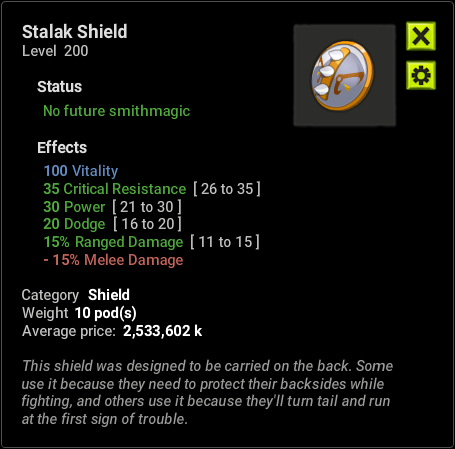 Stalak Shield
Level 200
Status
No future smithmagic
Effects
100 Vitality
35 Critical Resistance [ 26 to 35 ]
30 Power [ 21 to 30 ]
20 Dodge [ 16 to 20 ]
15% Ranged Damage [ 11 to 15 ]
- 15% Melee Damage
Category Shield
Weight 10 pod(s)
Average price: 2,533,602 k
This shield was designed to be carried on the back. Some
use it because they need to protect their backsides while
fighting, and others use it because they'll turn tail and run
at the first sign of trouble.